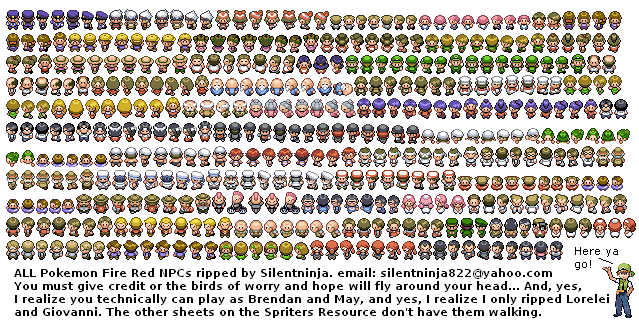 Here ya
go!
ALL Pokemon Fire Red NPCs ripped by Silentninja. email: silentninja822@yahoo.com
You must give credit or the birds of worry and hope will fly around your head... And, yes,
I realize you technically can play as Brendan and May, and yes, I realize I only ripped Lorelei
and Giovanni. The other sheets on the Spriters Resource don't have them walking.